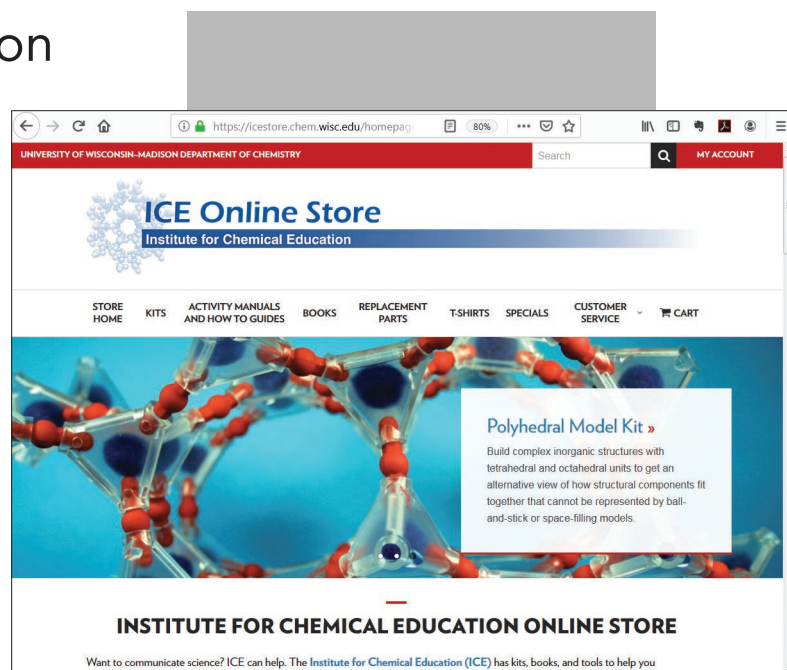 on
https://icestore.chem.wisc.edu/homepag
80%
UNIVERSITY OF WISCONSIN–MADISON DEPARTMENT OF CHEMISTRY
Search
MY ACCOUNT
ICE Online Store
Institute for Chemical Education
STORE HOME
KITS
ACTIVITY MANUALS
AND HOW TO GUIDES
BOOKS
REPLACEMENT
PARTS
T-SHIRTS
SPECIALS
CUSTOMER
SERVICE
CART
Polyhedral Model Kit »
Build complex inorganic structures with
tetrahedral and octahedral units to get an
alternative view of how structural components fit
together that cannot be represented by ball-
and-stick or space-filling models.
INSTITUTE FOR CHEMICAL EDUCATION ONLINE STORE
Want to communicate science? ICE can help. The Institute for Chemical Education (ICE) has kits, books, and tools to help you